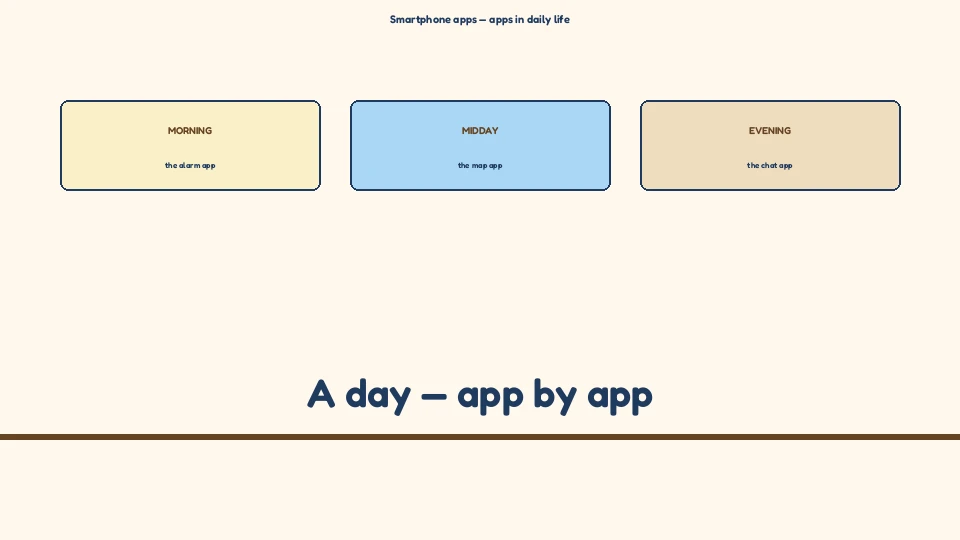 Smartphone apps — apps in daily life
MORNING
the alarm app
MIDDAY
the map app
EVENING
the chat app
A day — app by app